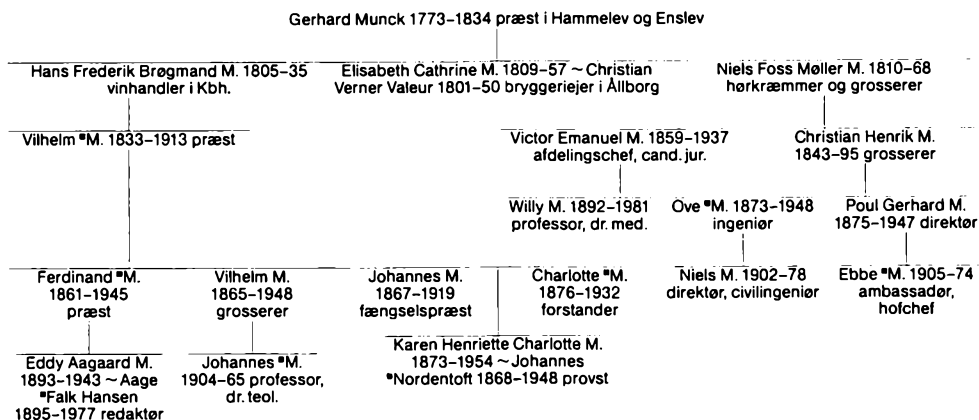 Gerhard Munck 1773–1834 præst i Hammelev og Enslev
Hans Frederik Brøgmand M. 1805–35
vinhandler i Kbh.
Elisabeth Cathrine M. 1809–57 ~ Christian
Verner Valeur 1801–50 bryggeriejer i Ållborg
Niels Foss Møller M. 1810–68
hørkræmmer og grosserer
Vilhelm *M. 1833–1913 præst
Victor Emanuel M. 1859–1937
afdelingschef, cand. jur.
Christian Henrik M.
1843–95 grosserer
Willy M. 1892–1981
professor, dr. med.
Ove *M. 1873–1948
ingeniør
Poul Gerhard M.
1875–1947 direktør
Ferdinand *M.
1861–1945
præst
Vilhelm M.
1865–1948
grosserer
Johannes M.
1867–1919
fængselspræst
Charlotte *M.
1876–1932
forstander
Niels M. 1902–78
direktør, civilingeniør
Ebbe *M. 1905–74
ambassadør,
hofchef
Eddy Aagaard M.
1893–1943 ~ Aage
*Falk Hansen
1895–1977 redaktør
Johannes *M.
1904–65 professor,
dr. teol.
Karen Henriette Charlotte M.
1873–1954 ~ Johannes
*Nordentoft 1868–1948 provst